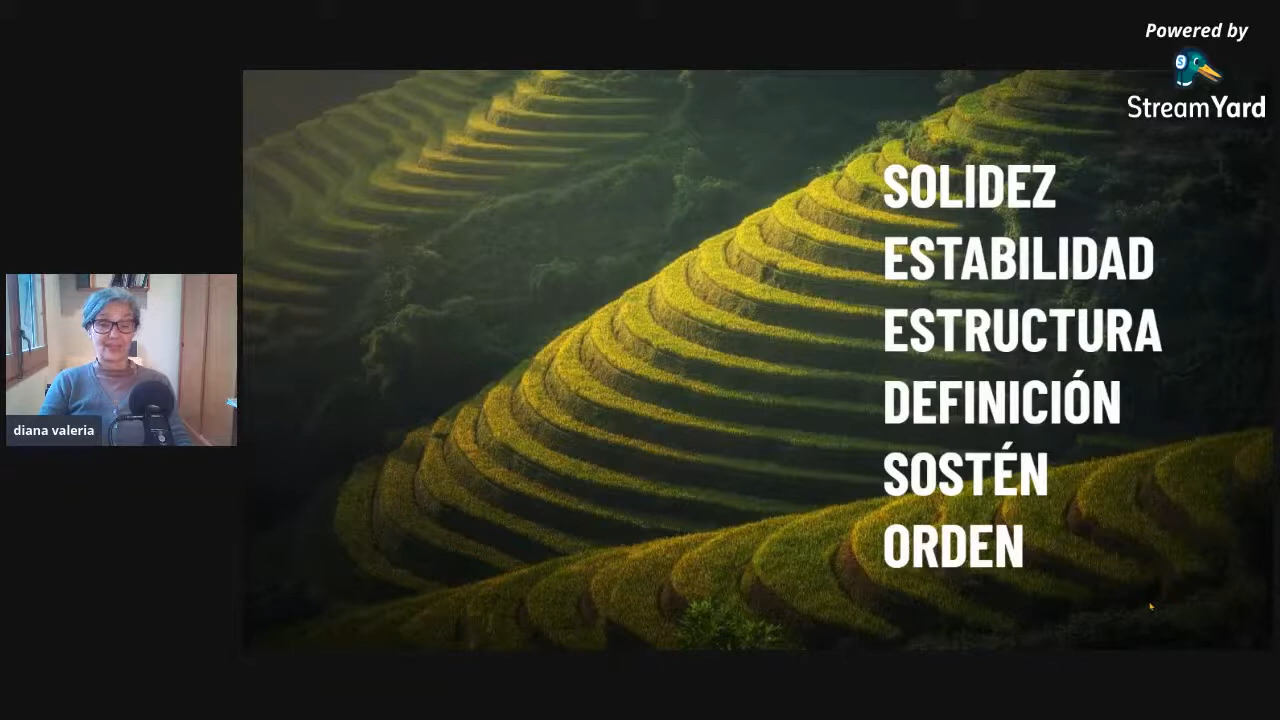 Powered by
StreamYard
SOLIDEZ
ESTABILIDAD
ESTRUCTURA
DEFINICIÓN
SOSTÉN
ORDEN
diana valeria